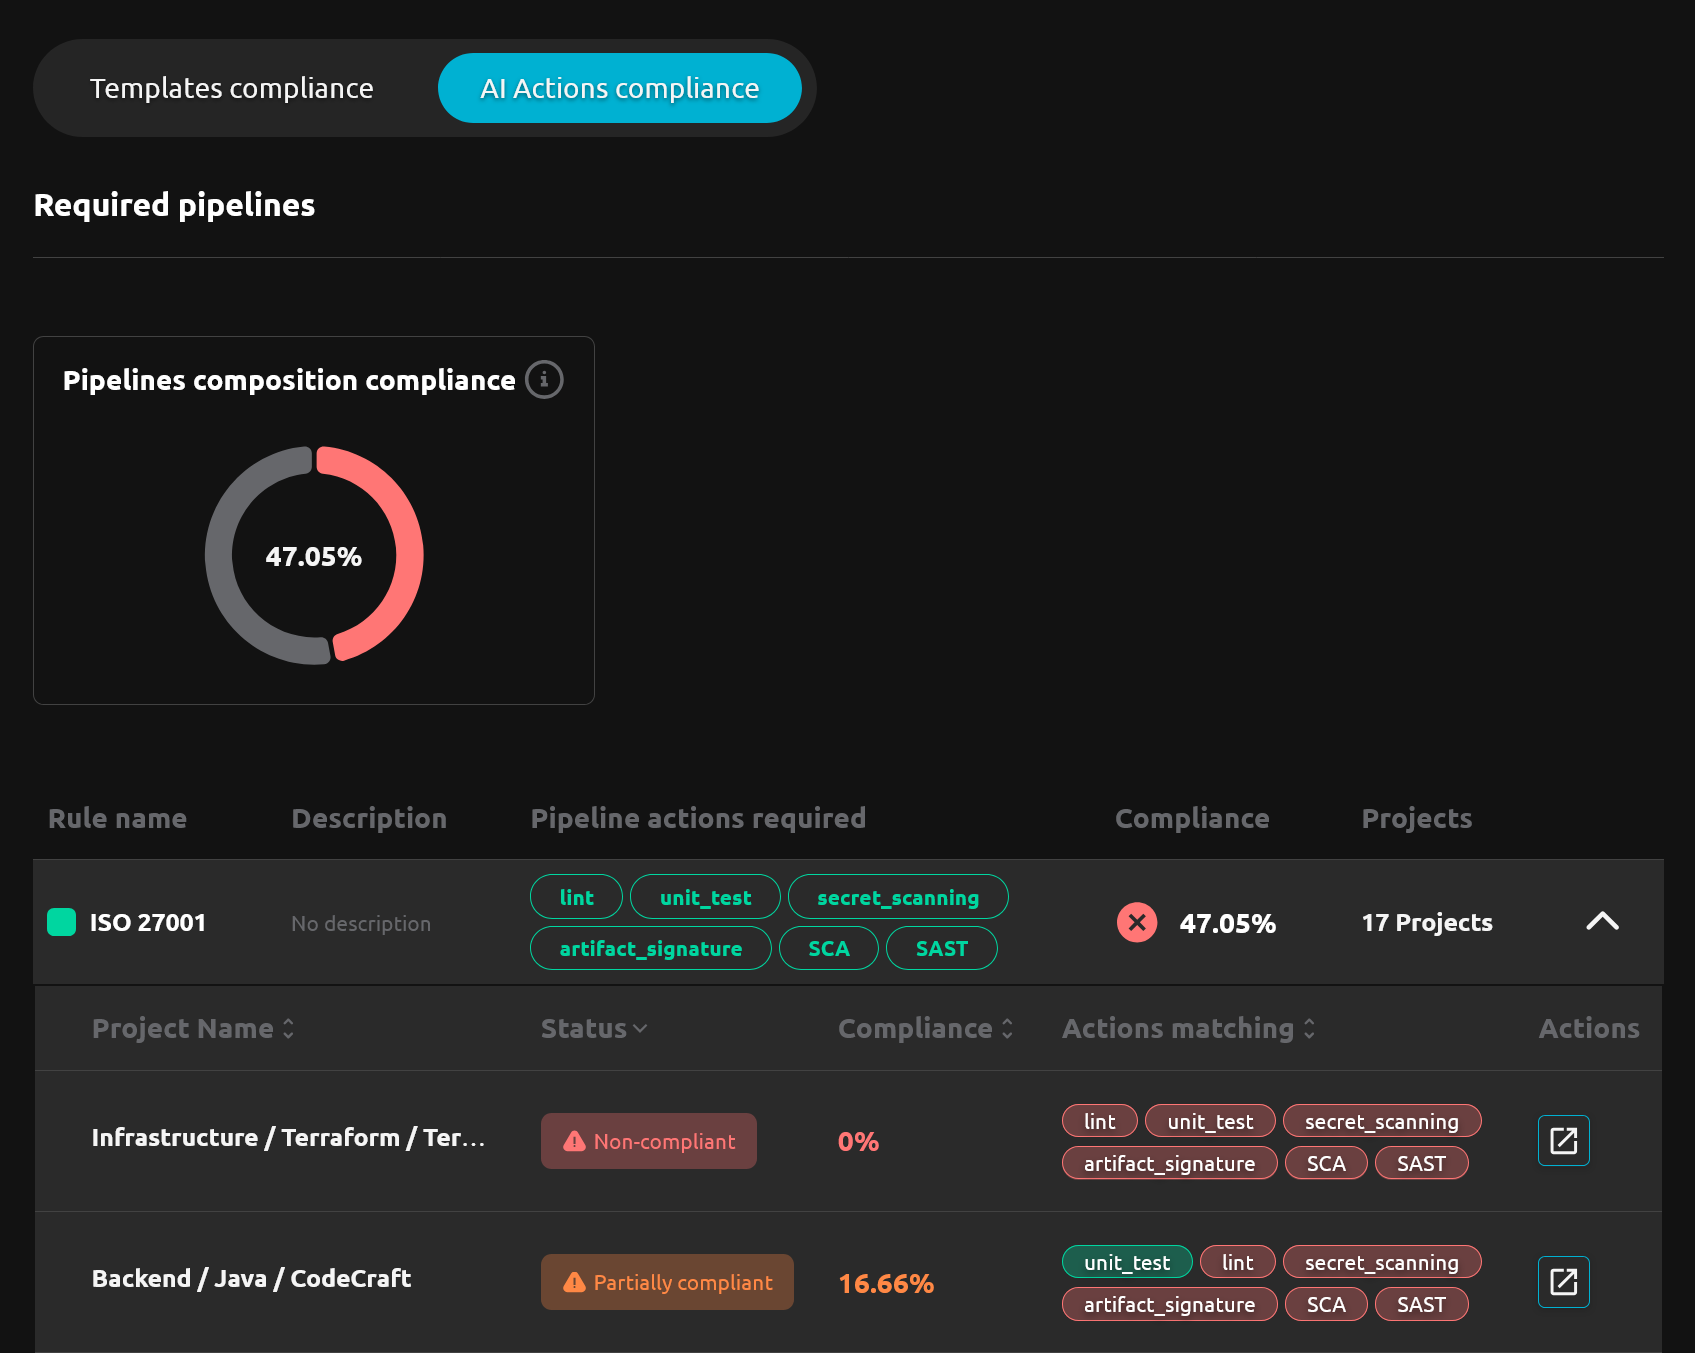 Templates compliance AI Actions compliance
Required pipelines
Pipelines composition compliance
47.05%
Rule name Description Pipeline actions required Compliance Projects
lint unit_test secret_scanning
ISO 27001 No description 47.05% 17 Projects
artifact_signature SCA SAST
Project Name Status Compliance Actions matching Actions
lint unit_test secret_scanning
Infrastructure / Terraform / Ter... Non-compliant 0%
artifact_signature SCA SAST
unit_test lint secret_scanning
Backend / Java / CodeCraft Partially compliant 16.66%
artifact_signature SCA SAST